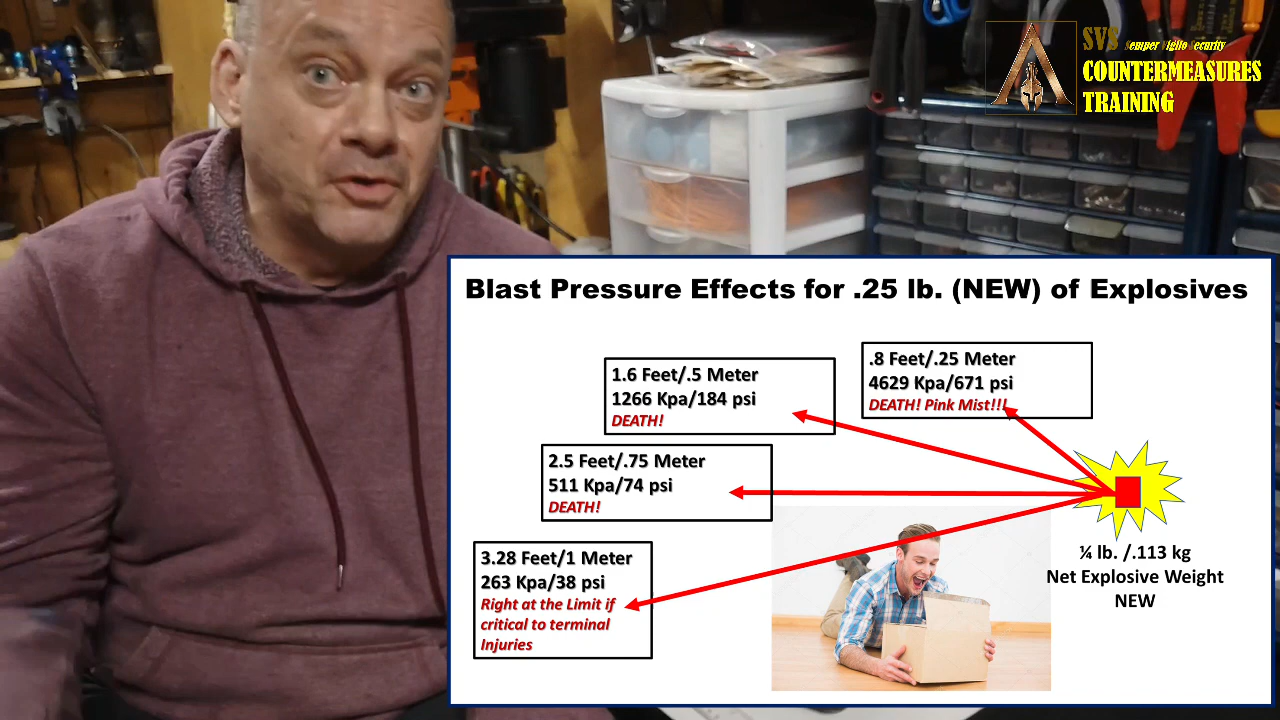 SVS Semper Vigilo Security
COUNTERMEASURES
TRAINING
Blast Pressure Effects for .25 lb. (NEW) of Explosives
.8 Feet/.25 Meter
4629 Kpa/671 psi
DEATH! Pink Mist!!!
1.6 Feet/.5 Meter
1266 Kpa/184 psi
DEATH!
2.5 Feet/.75 Meter
511 Kpa/74 psi
DEATH!
3.28 Feet/1 Meter
263 Kpa/38 psi
Right at the Limit if
critical to terminal
Injuries
¼ lb. /.113 kg
Net Explosive Weight
NEW